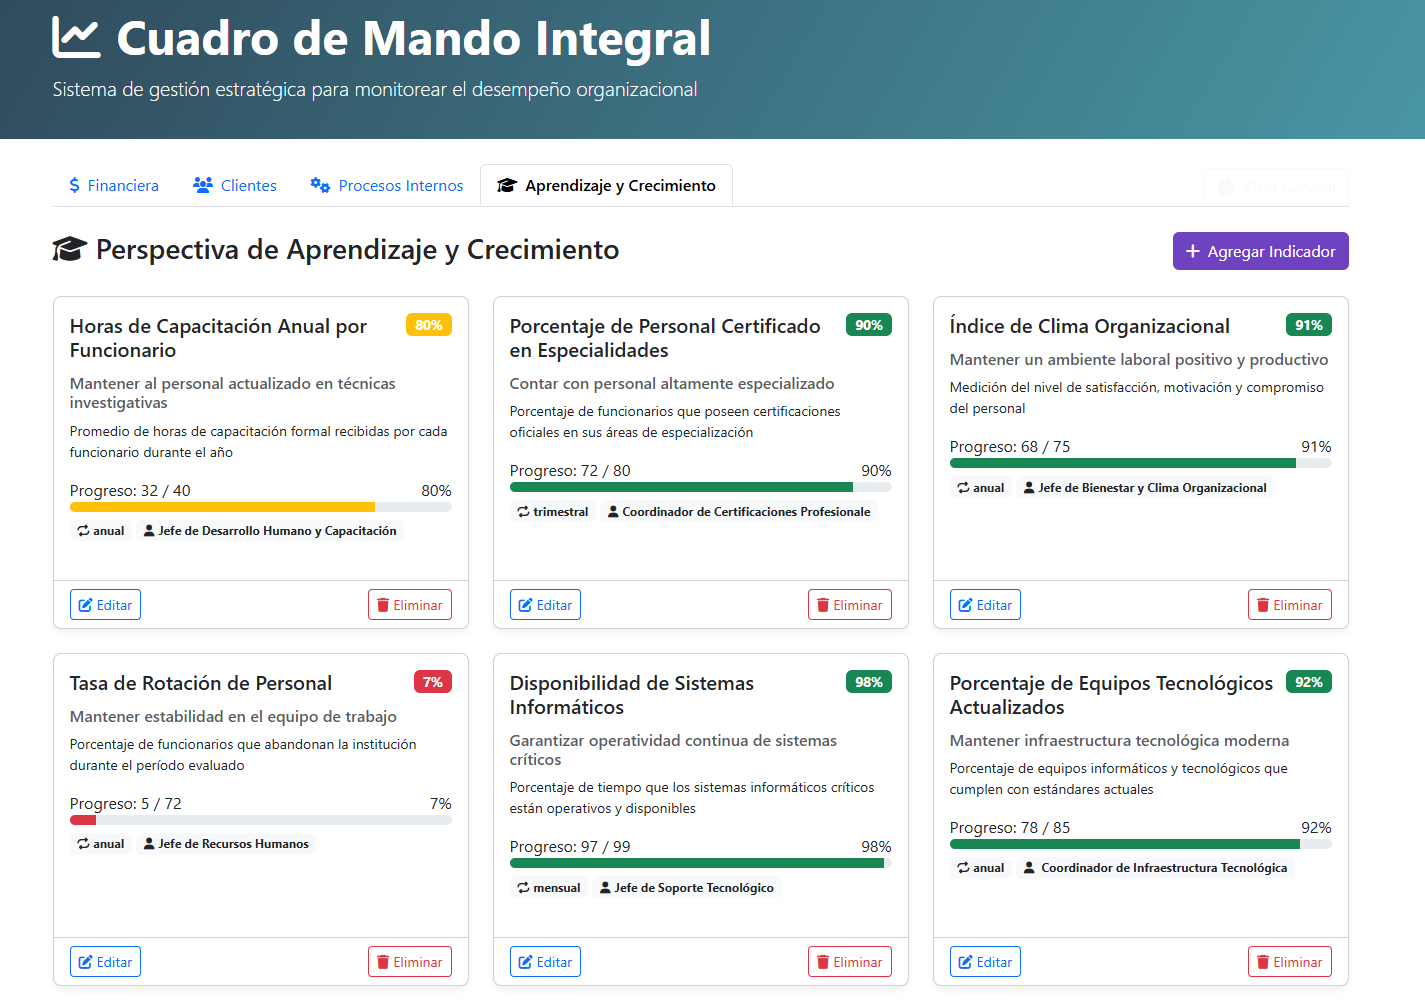 Cuadro de Mando Integral
Sistema de gestión estratégica para monitorear el desempeño organizacional
Financiera
Clientes
Procesos Internos
Aprendizaje y Crecimiento
Vista General
Perspectiva de Aprendizaje y Crecimiento
Agregar Indicador
Horas de Capacitación Anual por
Funcionario
80%
Mantener al personal actualizado en técnicas
investigativas
Promedio de horas de capacitación formal recibidas por cada
funcionario durante el año
Progreso: 32 / 40
80%
anual
Jefe de Desarrollo Humano y Capacitación
Editar
Eliminar
Porcentaje de Personal Certificado
en Especialidades
90%
Contar con personal altamente especializado
Porcentaje de funcionarios que poseen certificaciones
oficiales en sus áreas de especialización
Progreso: 72 / 80
90%
trimestral
Coordinador de Certificaciones Profesionale
Editar
Eliminar
Índice de Clima Organizacional
91%
Mantener un ambiente laboral positivo y productivo
Medición del nivel de satisfacción, motivación y compromiso
del personal
Progreso: 68 / 75
91%
anual
Jefe de Bienestar y Clima Organizacional
Editar
Eliminar
Tasa de Rotación de Personal
7%
Mantener estabilidad en el equipo de trabajo
Porcentaje de funcionarios que abandonan la institución
durante el período evaluado
Progreso: 5 / 72
7%
anual
Jefe de Recursos Humanos
Editar
Eliminar
Disponibilidad de Sistemas
Informáticos
98%
Garantizar operatividad continua de sistemas
críticos
Porcentaje de tiempo que los sistemas informáticos críticos
están operativos y disponibles
Progreso: 97 / 99
98%
mensual
Jefe de Soporte Tecnológico
Editar
Eliminar
Porcentaje de Equipos Tecnológicos
Actualizados
92%
Mantener infraestructura tecnológica moderna
Porcentaje de equipos informáticos y tecnológicos que
cumplen con estándares actuales
Progreso: 78 / 85
92%
anual
Coordinador de Infraestructura Tecnológica
Editar
Eliminar